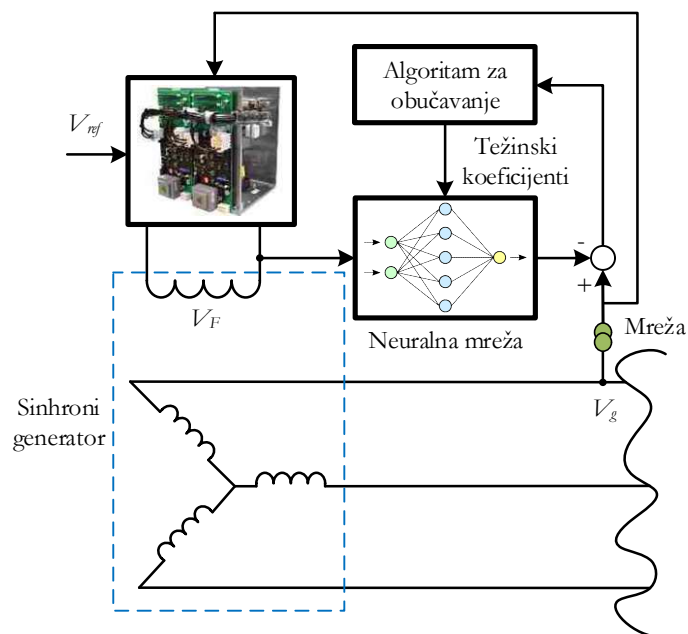 Algoritam za
obučavanje
V_ref
Težinski
koeficijenti
-
+
V_F
Neuralna mreža
Mreža
Sinhroni
generator
V_g